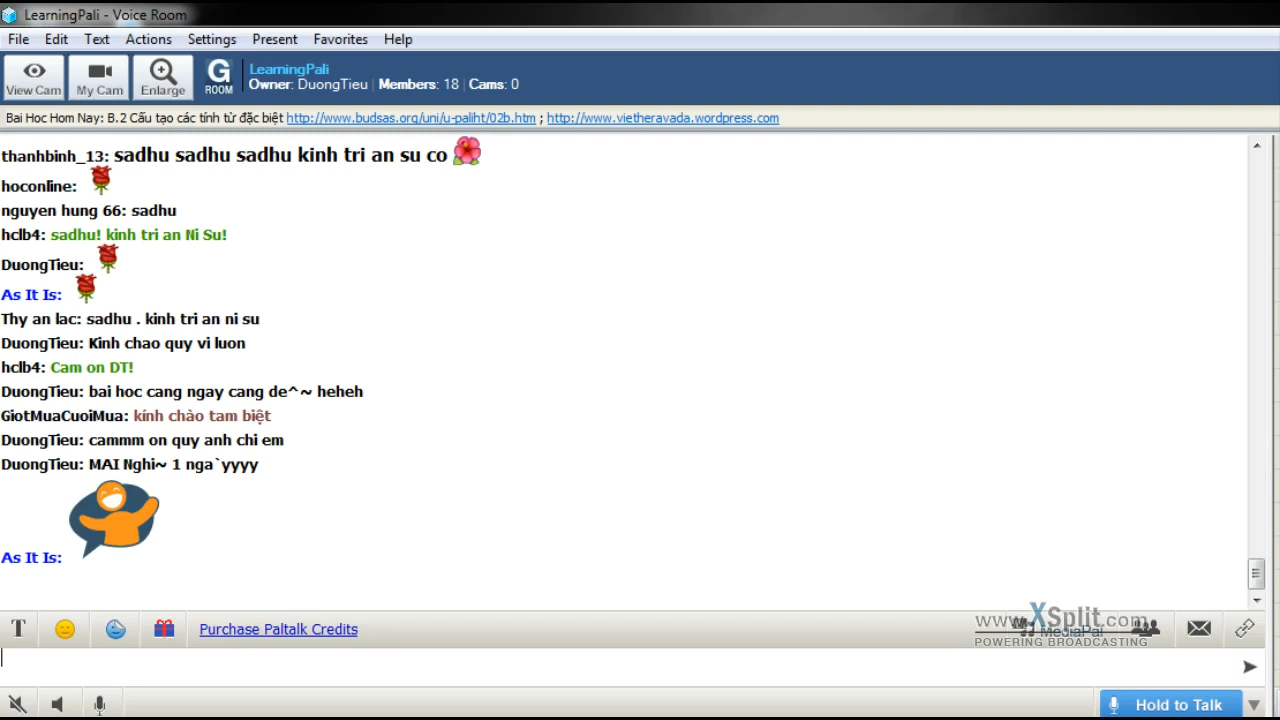 LearningPali - Voice Room
File Edit Text Actions Settings Present Favorites Help
View Cam My Cam Enlarge G ROOM
LearningPali
Owner: DuongTieu | Members: 18 | Cams: 0
Bai Hoc Hom Nay: B.2 Cấu tạo các tính từ đặc biệt http://www.budsas.org/uni/u-paliht/02b.htm ; http://www.vietheravada.wordpress.com
thanhbinh_13: sadhu sadhu sadhu kinh tri an su co
hoconline:
nguyen hung 66: sadhu
hclb4: sadhu! kinh tri an Ni Su!
DuongTieu:
As It Is:
Thy an lac: sadhu . kinh tri an ni su
DuongTieu: Kinh chao quy vi luon
hclb4: Cam on DT!
DuongTieu: bai hoc cang ngay cang de^~ heheh
GiotMuaCuoiMua: kính chào tam biệt
DuongTieu: cammm on quy anh chi em
DuongTieu: MAI Nghi~ 1 nga`yyyy
As It Is:
T Purchase Paltalk Credits
www.XSplit.com
MediaPal
POWERING BROADCASTING
Hold to Talk